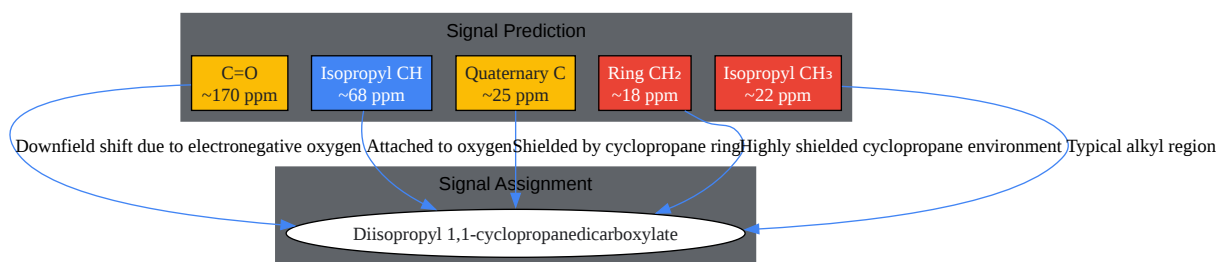 Signal Prediction
C=O
~170 ppm
Isopropyl CH
~68 ppm
Quaternary C
~25 ppm
Ring CH₂
~18 ppm
Isopropyl CH₃
~22 ppm
Downfield shift due to electronegative oxygen
Attached to oxygen
Shielded by cyclopropane ring
Highly shielded cyclopropane environment
Typical alkyl region
Signal Assignment
Diisopropyl 1,1-cyclopropanedicarboxylate